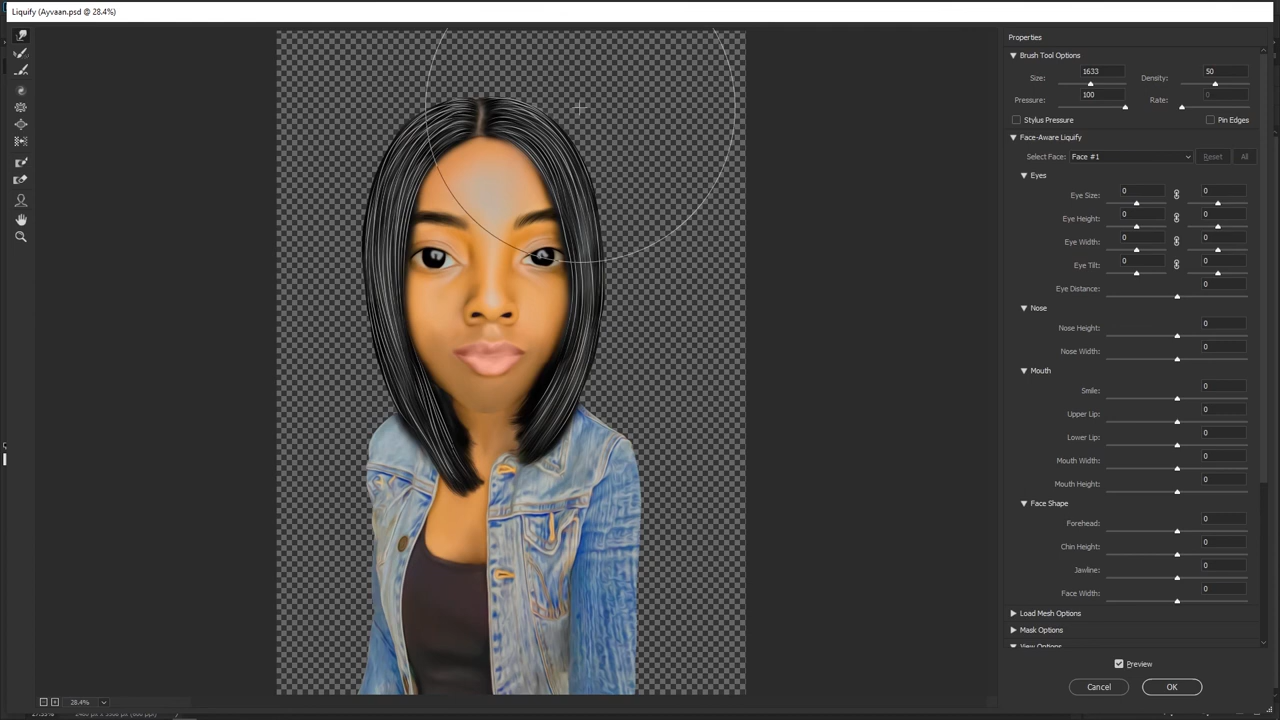 Liquify (Ayvaan.psd @ 28.4%)
Properties
Brush Tool Options
Size: 1633 Density: 50
Pressure: 100 Rate: 0
Stylus Pressure Pin Edges
Face-Aware Liquify
Select Face: Face #1 Reset All
Eyes
Eye Size: 0 0
Eye Height: 0 0
Eye Width: 0 0
Eye Tilt: 0 0
Eye Distance: 0
Nose
Nose Height: 0
Nose Width: 0
Mouth
Smile: 0
Upper Lip: 0
Lower Lip: 0
Mouth Width: 0
Mouth Height: 0
Face Shape
Forehead: 0
Chin Height: 0
Jawline: 0
Face Width: 0
Load Mesh Options
Mask Options
View Options
Preview
Cancel OK
28.4%